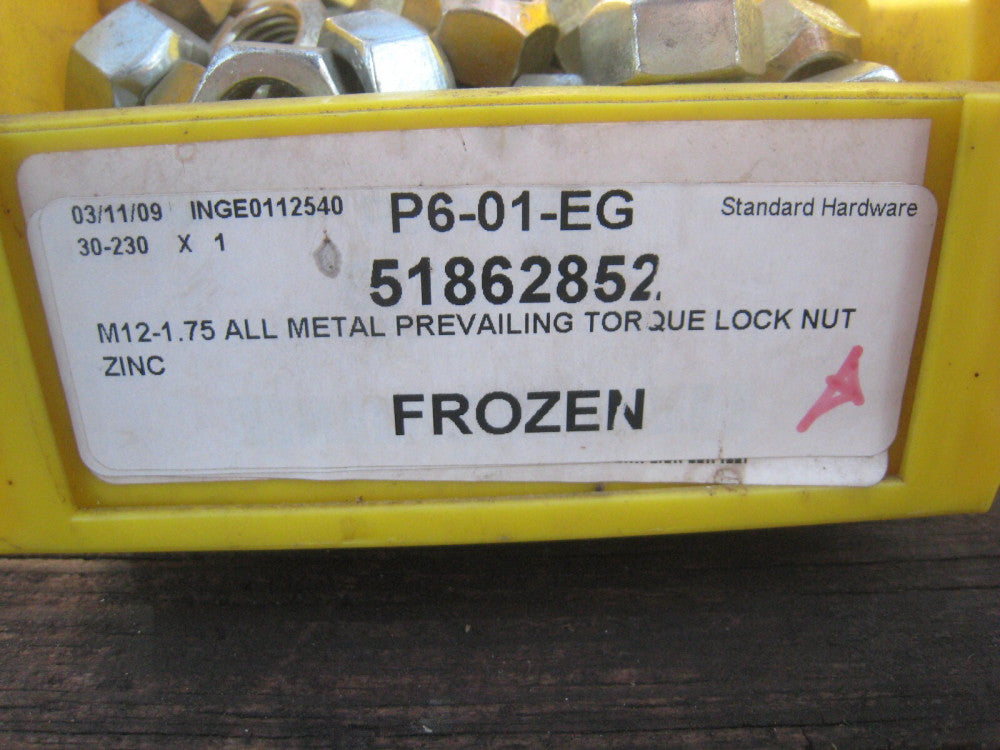 03/11/09 INGE0112540 P6-01-EG Standard Hardware
30-230 X 1
51862852
M12-1.75 ALL METAL PREVAILING TORQUE LOCK NUT
ZINC
FROZEN
A